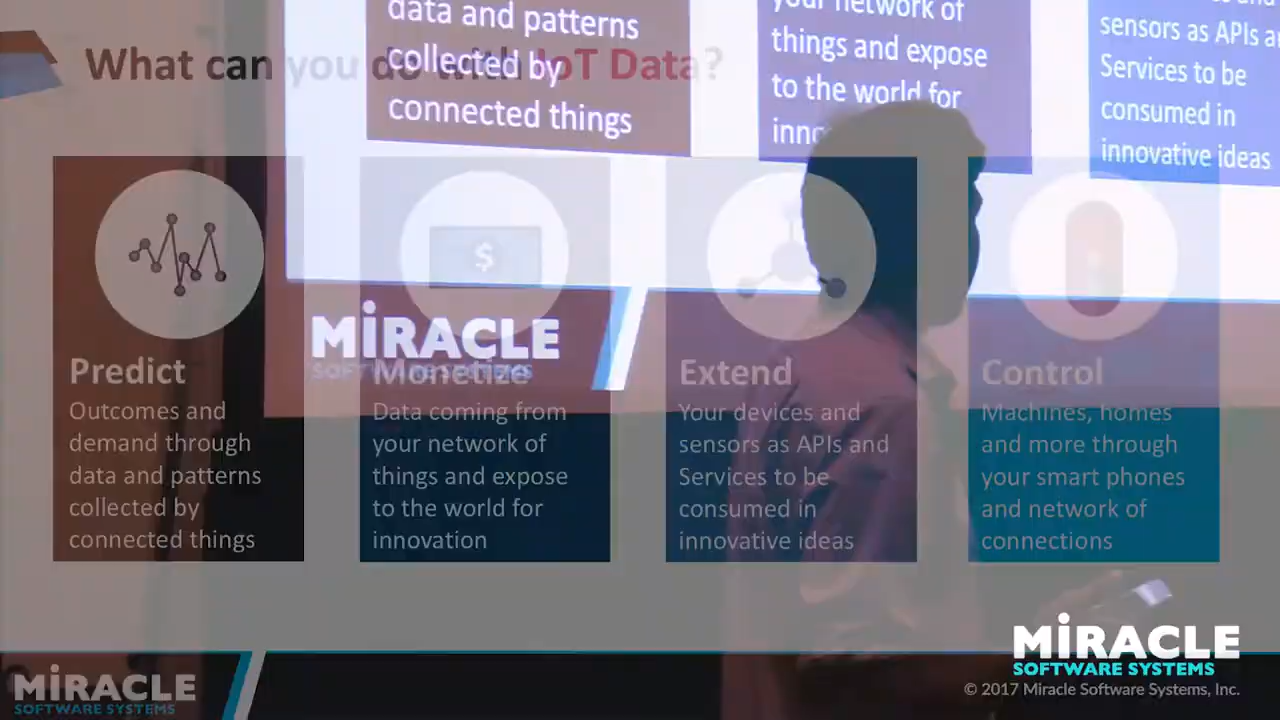 data and patterns
collected by
connected things
your network of
things and expose
to the world for
sensors as APIs
Services to be
consumed in
innovative ideas
What can you do with IoT Data?
Predict
Outcomes and
demand through
data and patterns
collected by
connected things
Monetize
Data coming from
your network of
things and expose
to the world for
innovation
Extend
Your devices and
sensors as APIs and
Services to be
consumed in
innovative ideas
Control
Machines, homes
and more through
your smart phones
and network of
connections
MiRACLE
SOFTWARE SYSTEMS
MiRACLE
SOFTWARE SYSTEMS
MiRACLE
SOFTWARE SYSTEMS
© 2017 Miracle Software Systems, Inc.